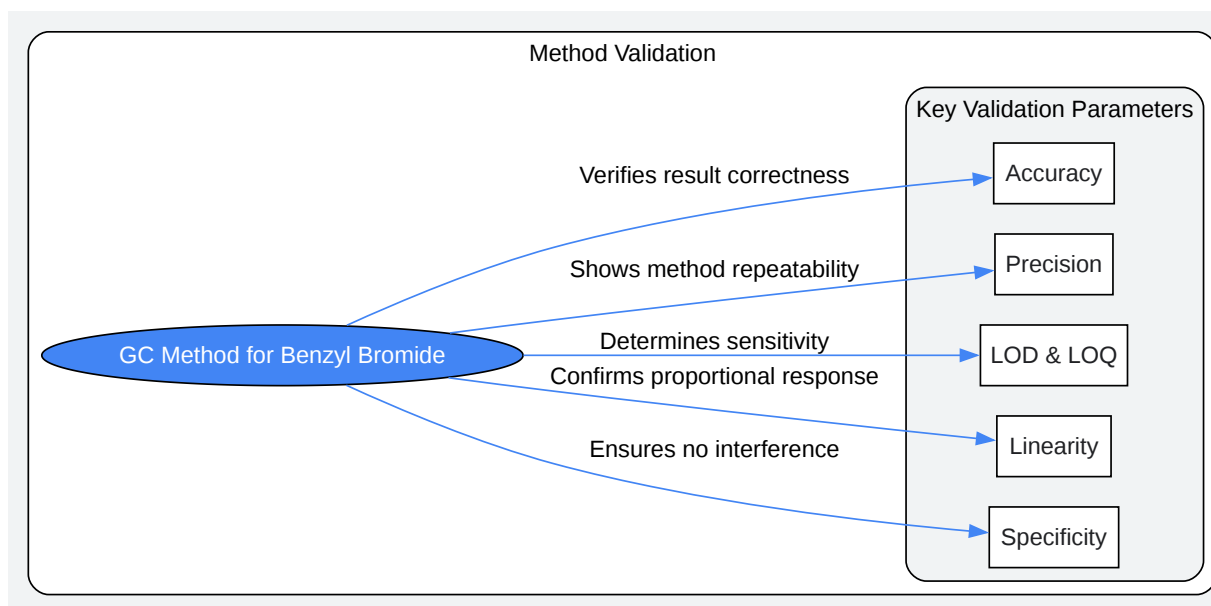 Method Validation
Key Validation Parameters
Verifies result correctness
Accuracy
Shows method repeatability
Precision
GC Method for Benzyl Bromide
Determines sensitivity
LOD & LOQ
Confirms proportional response
Linearity
Ensures no interference
Specificity